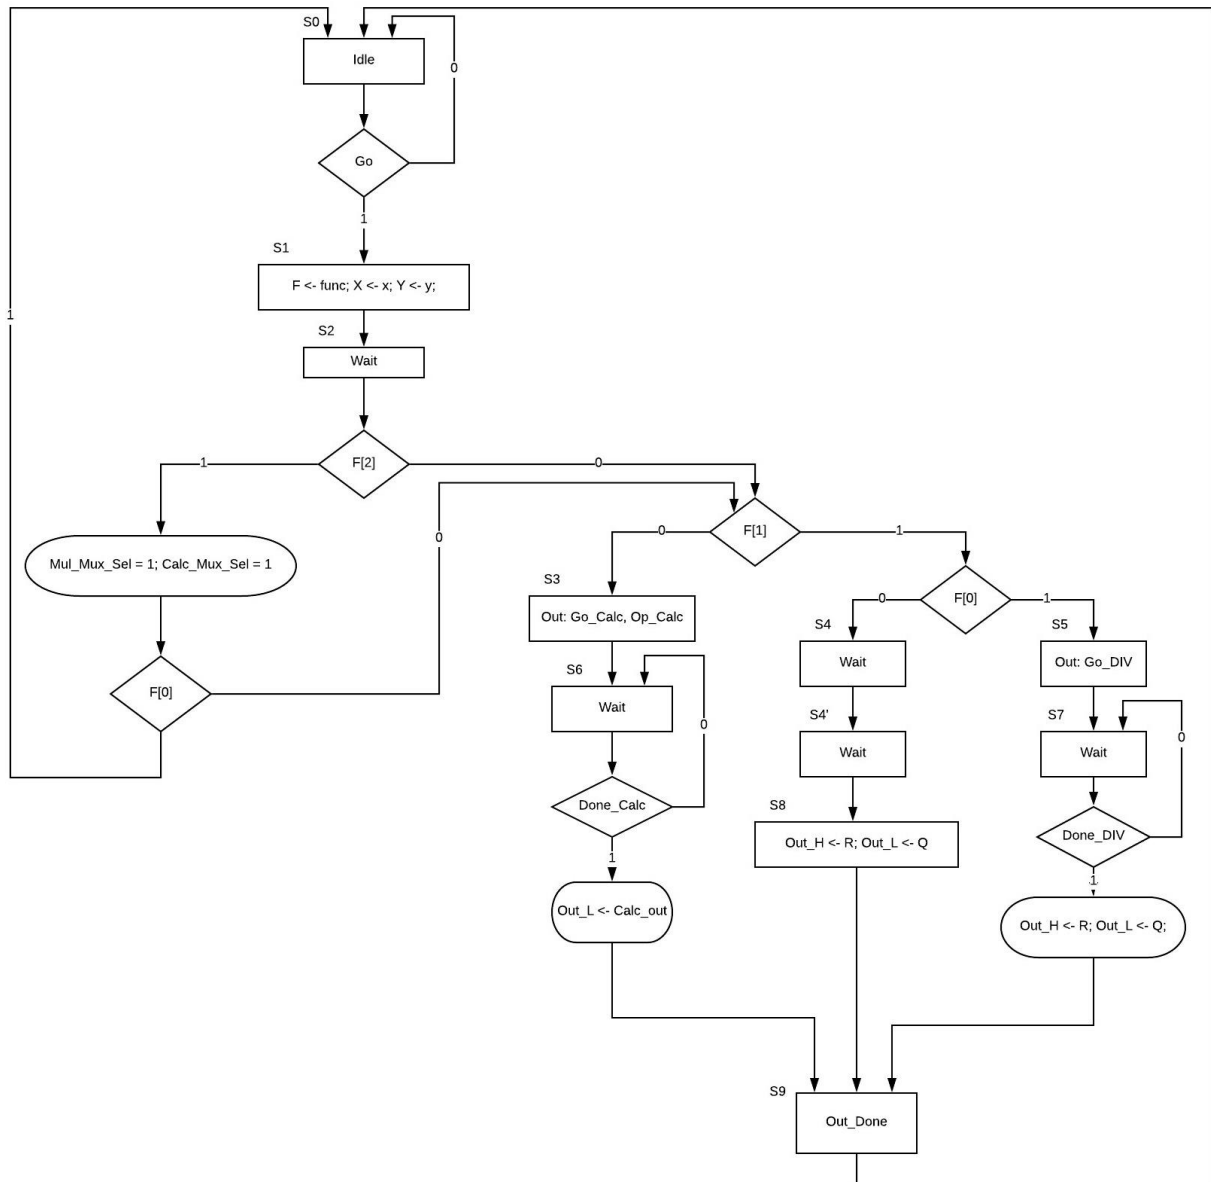 S0
Idle
0
Go
1
S1
F <- func; X <- x; Y <- y;
1
S2
Wait
F[2]
1
0
F[1]
0
1
0
Mul_Mux_Sel = 1; Calc_Mux_Sel = 1
S3
Out: Go_Calc, Op_Calc
F[0]
0
1
S4
Wait
S5
Out: Go_DIV
F[0]
S6
Wait
0
S4'
Wait
S7
Wait
0
Done_Calc
1
S8
Out_H <- R; Out_L <- Q
Done_DIV
1
Out_L <- Calc_out
Out_H <- R; Out_L <- Q;
S9
Out_Done